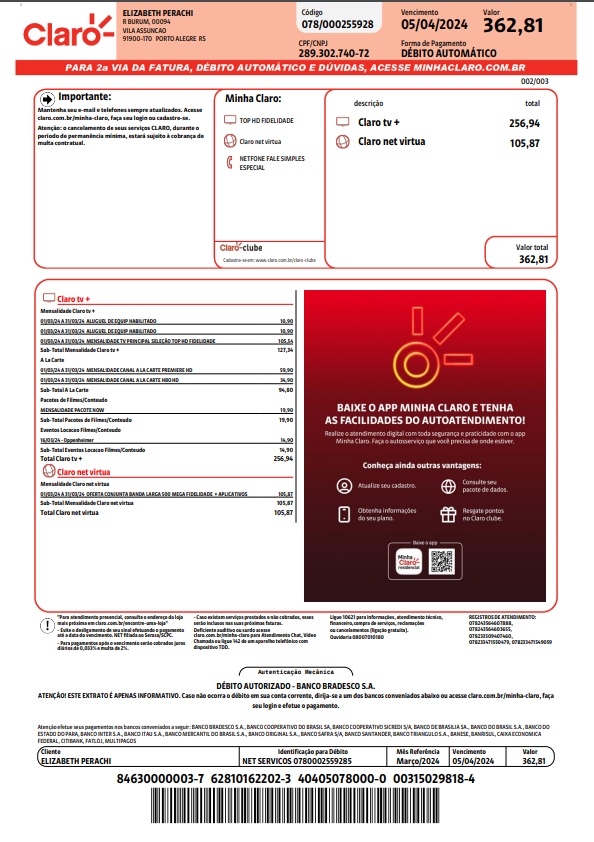 Claro
ELIZABETH PERACHI
R BURUM, 00094
VILA ASSUNCAO
91900-170 PORTO ALEGRE RS
Código
078/000255928
CPF/CNPJ
289.302.740-72
Vencimento
05/04/2024
Valor
362,81
Forma de Pagamento
DÉBITO AUTOMÁTICO
PARA 2a VIA DA FATURA, DÉBITO AUTOMÁTICO E DÚVIDAS, ACESSE MINHACLARO.COM.BR
002/003
Importante:
Mantenha seu e-mail e telefones sempre atualizados. Acesse
claro.com.br/minha-claro, faça seu login ou cadastre-se.
Atenção: o cancelamento de seus serviços CLARO, durante o
período de permanência mínima, estará sujeito à cobrança de
multa contratual.
Minha Claro:
TOP HD FIDELIDADE
Claro net virtua
NETFONE FALE SIMPLES
ESPECIAL
Claro-clube
Cadastre-se em: www.claro.com.br/claro-clube
descrição total
Claro tv + 256,94
Claro net virtua 105,87
Valor total
362,81
Claro tv +
Mensalidade Claro tv +
01/03/24 A 31/03/24 ALUGUEL DE EQUIP HABILITADO 10,90
01/03/24 A 31/03/24 ALUGUEL DE EQUIP HABILITADO 10,90
01/03/24 A 31/03/24 MENSALIDADE TV PRINCIPAL SELEÇÃO TOP HD FIDELIDADE 105,54
Sub-Total Mensalidade Claro tv + 127,34
A La Carte
01/03/24 A 31/03/24 MENSALIDADE CANAL A LA CARTE PREMIERE HD 59,90
01/03/24 A 31/03/24 MENSALIDADE CANAL A LA CARTE HBO HD 34,90
Sub-Total A La Carte 94,80
Pacotes de Filmes/Conteudo
MENSALIDADE PACOTE NOW 19,90
Sub-Total Pacotes de Filmes/Conteudo 19,90
Eventos Locacao Filmes/Conteudo
16/03/24 - Oppenheimer 14,90
Sub-Total Eventos Locacao Filmes/Conteudo 14,90
Total Claro tv + 256,94
Claro net virtua
Mensalidade Claro net virtua
01/03/24 A 31/03/24 OFERTA CONJUNTA BANDA LARGA 500 MEGA FIDELIDADE + APLICATIVOS 105,87
Sub-Total Mensalidade Claro net virtua 105,87
Total Claro net virtua 105,87
BAIXE O APP MINHA CLARO E TENHA
AS FACILIDADES DO AUTOATENDIMENTO!
Realize o atendimento digital com toda segurança e praticidade com o app
Minha Claro. Faça o autosserviço que você precisa de onde estiver.
Conheça ainda outras vantagens:
Atualize seu cadastro.
Consulte seu
pacote de dados.
Obtenha informações
do seu plano.
Resgate pontos
no Claro clube.
Baixe o app
Minha
Claro
residencial
"Para atendimento presencial, consulte o endereço da loja
mais próxima em claro.com.br/encontre-uma-loja"
- Evite o desligamento de seu sinal efetuando o pagamento
até a data do vencimento. NET filiada ao Serasa/SCPC.
- Para pagamentos após o vencimento serão cobrados juros
diários de 0,033% e multa de 2%.
- Caso existam serviços prestados e não cobrados, esses
serão inclusos nas próximas faturas.
Deficiente auditivo ou surdo acesse
claro.com.br/minha-claro para Atendimento Chat, Video
Chamada ou ligue 142 de um aparelho telefônico com
dispositivo TDD.
Ligue 10621 para informações, atendimento técnico,
financeiro, compra de serviços, reclamações
ou cancelamentos (ligação gratuita).
Ouvidoria 08007010180
REGISTROS DE ATENDIMENTO:
078243564607888,
078243564603655,
078233509407460,
078233471550479, 078233471549059
Autenticação Mecânica
DÉBITO AUTORIZADO - BANCO BRADESCO S.A.
ATENÇÃO! ESTE EXTRATO É APENAS INFORMATIVO. Caso não ocorra o débito em sua conta corrente, dirija-se a um dos bancos conveniados abaixo ou acesse claro.com.br/minha-claro, faça
seu login e efetue o pagamento.
Atenção efetue seus pagamentos nos bancos conveniados a seguir: BANCO BRADESCO S.A., BANCO COOPERATIVO DO BRASIL SA, BANCO COOPERATIVO SICREDI S/A, BANCO DE BRASILIA SA., BANCO DO BRASIL S.A., BANCO DO
ESTADO DO PARA, BANCO INTER S.A., BANCO ITAU S.A., BANCO MERCANTIL DO BRASIL S.A., BANCO ORIGINAL S.A., BANCO SAFRA S/A, BANCO SANTANDER, BANCO TRIANGULO S.A., BANESE, BANRISUL, CAIXA ECONOMICA
FEDERAL, CITIBANK, FATLOJ, MULTIPAGOS
Cliente
ELIZABETH PERACHI
Identificação para Débito
NET SERVICOS 0780002559285
Mês Referência
Março/2024
Vencimento
05/04/2024
Valor
362,81
84630000003-7 62810162202-3 40405078000-0 00315029818-4